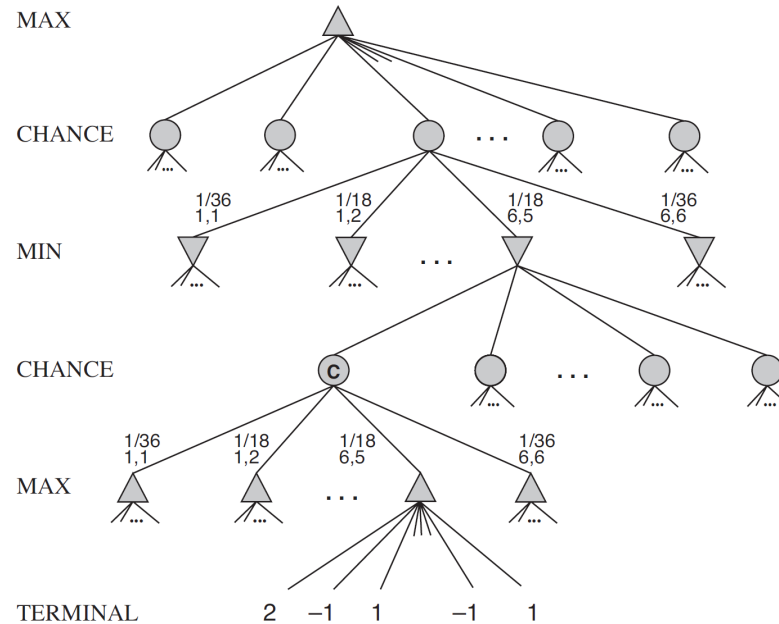 MAX
CHANCE
...
... ... ... ... ...
1/36 1/18 1/18 1/36
1,1 1,2 6,5 6,6
MIN
...
... ... ...
CHANCE
C
...
... ... ...
1/36 1/18 1/18 1/36
1,1 1,2 6,5 6,6
MAX
...
... ... ...
TERMINAL 2 –1 1 –1 1